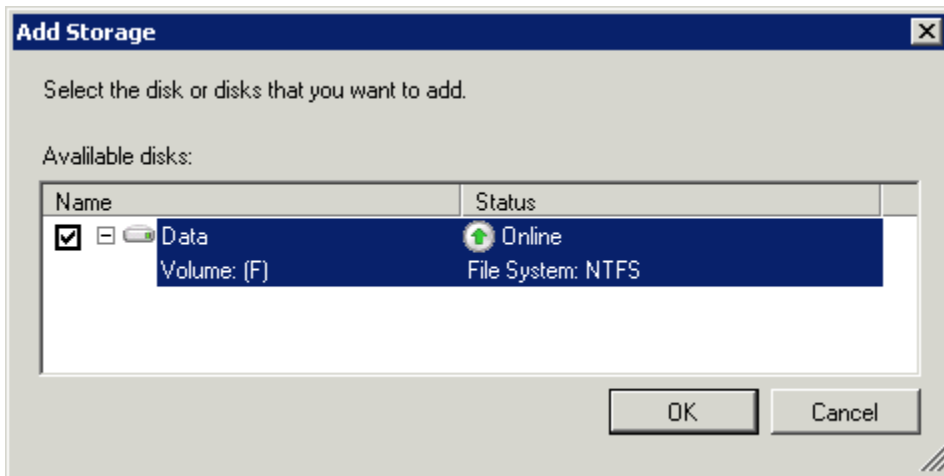 Add Storage
Select the disk or disks that you want to add.
Avalilable disks:
Name Status
Data Online
Volume: (F) File System: NTFS
OK Cancel